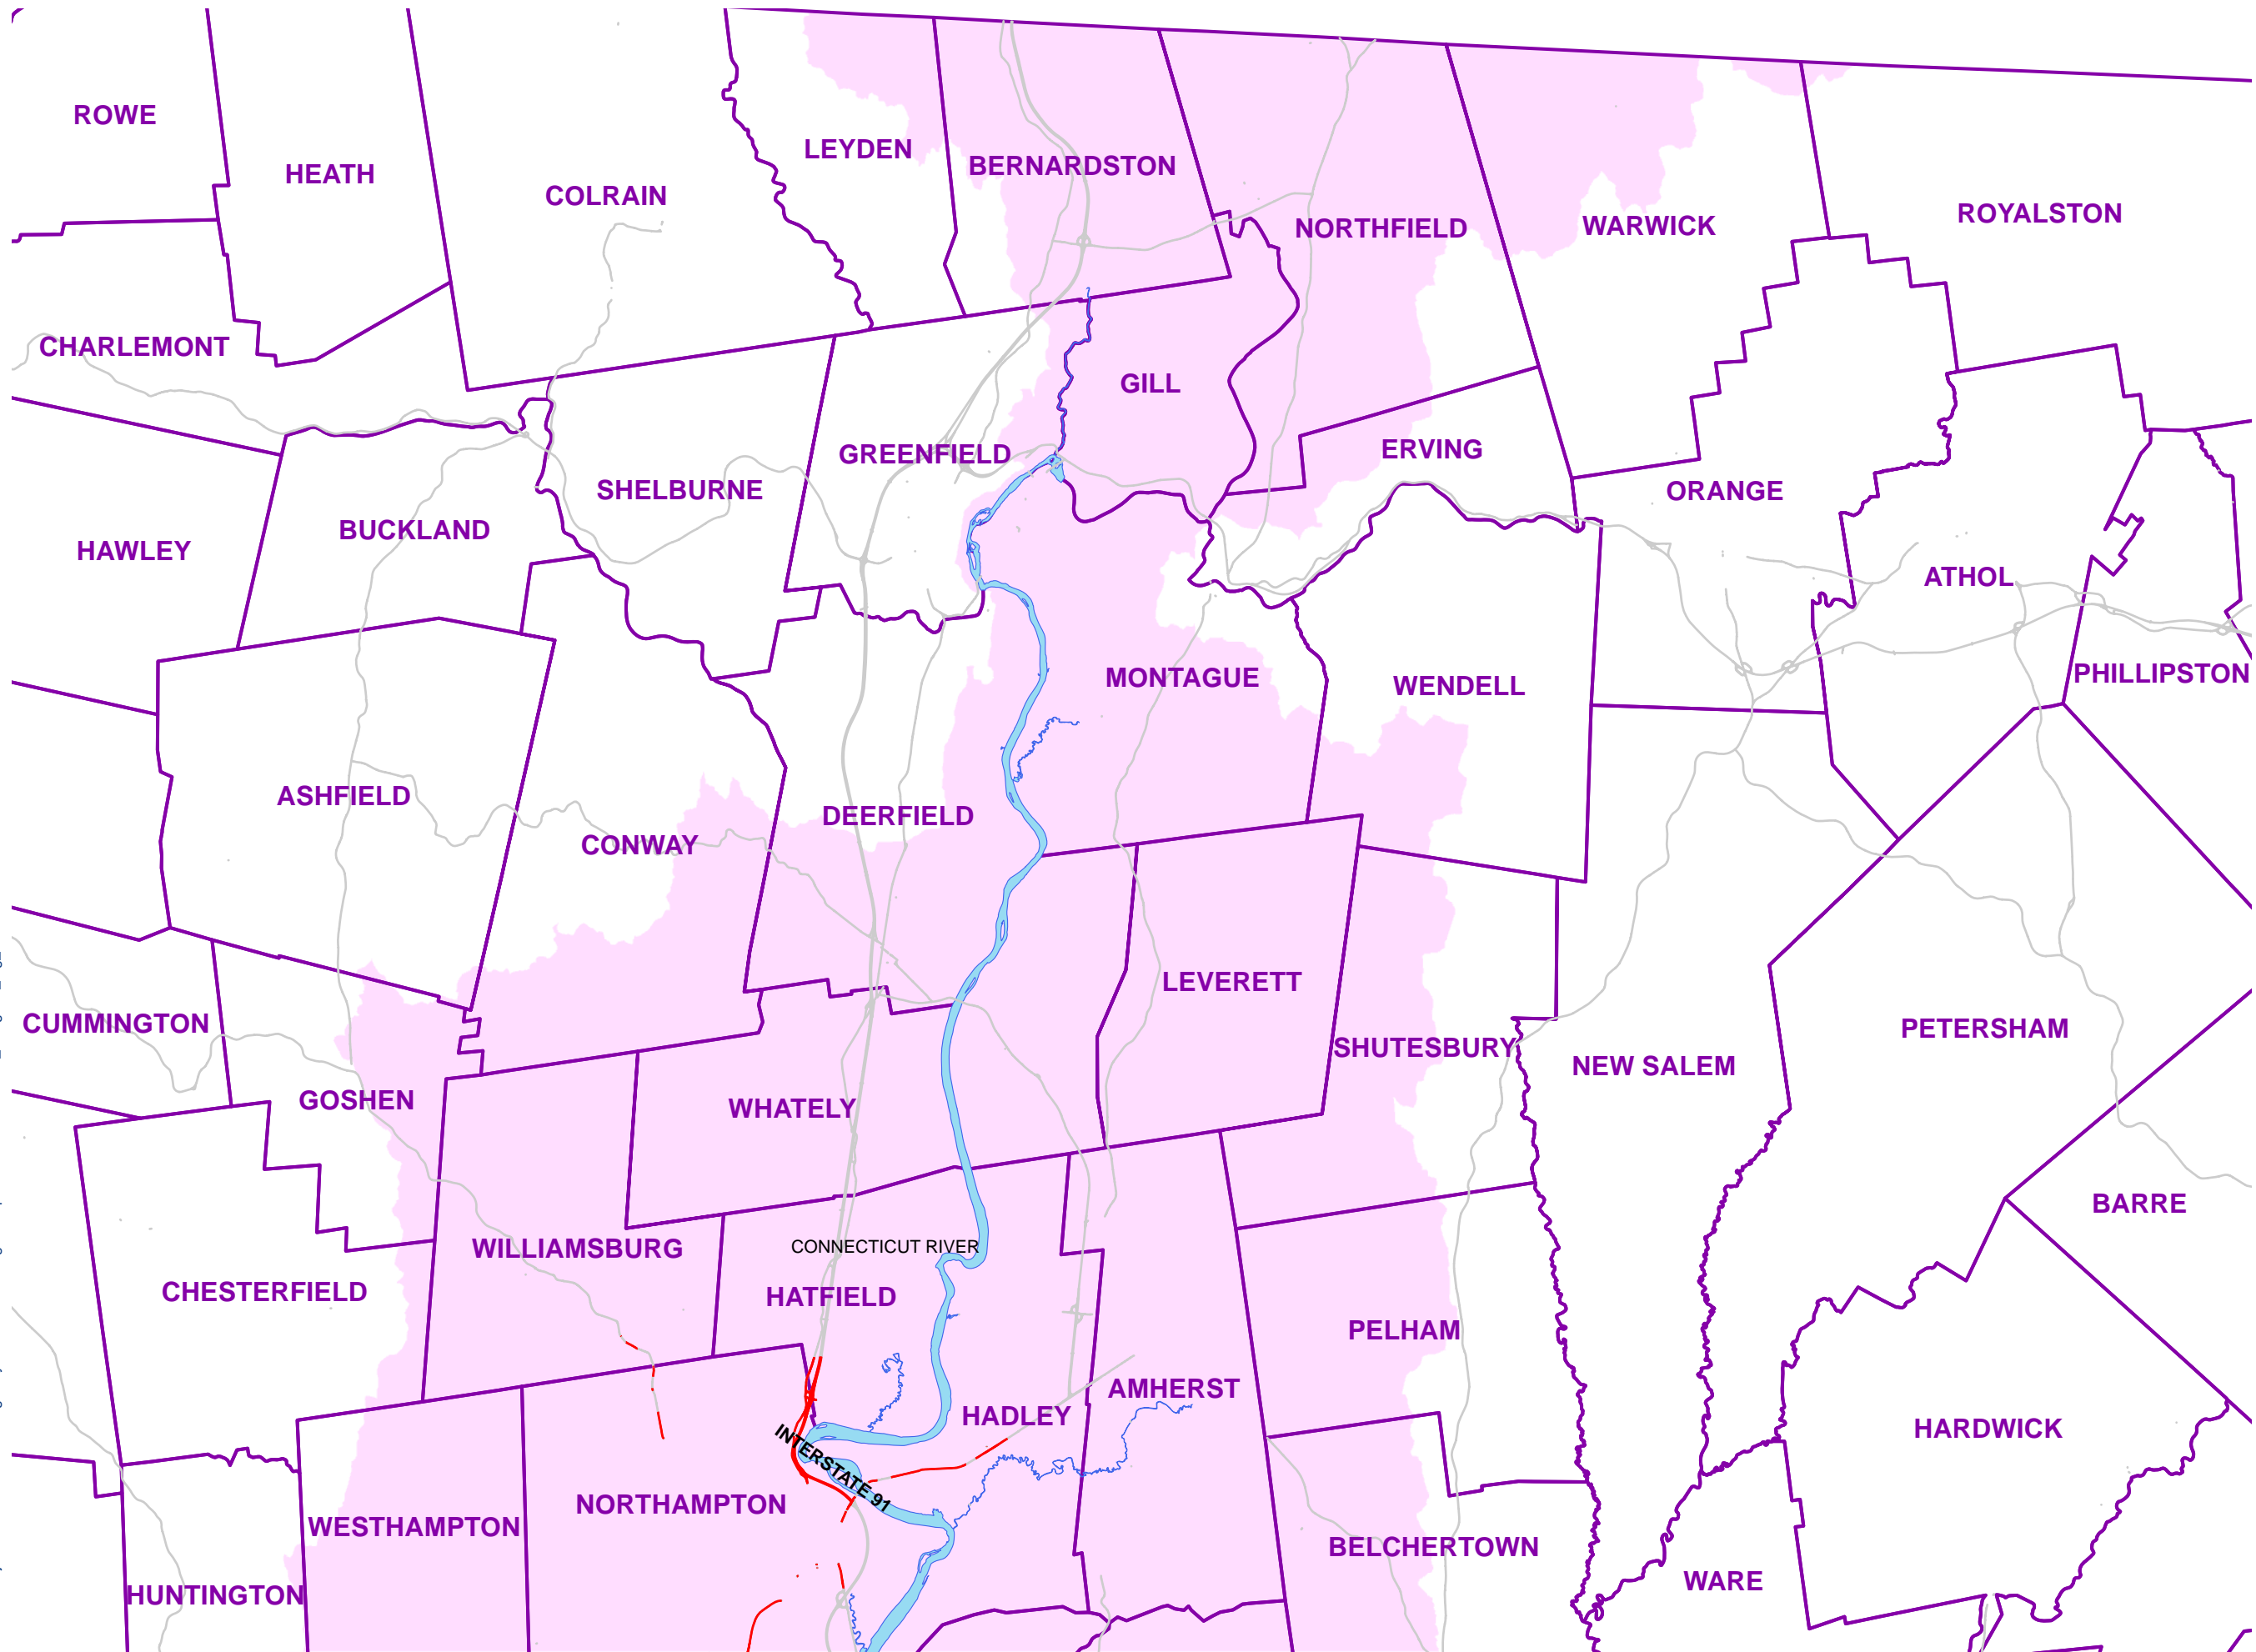 ROWE
HEATH
COLRAIN
LEYDEN
BERNARDSTON
NORTHFIELD
WARWICK
ROYALSTON
CHARLEMONT
GILL
GREENFIELD
ERVING
SHELBURNE
ORANGE
BUCKLAND
HAWLEY
ATHOL
MONTAGUE
WENDELL
PHILLIPSTON
ASHFIELD
DEERFIELD
CONWAY
LEVERETT
CUMMINGTON
PETERSHAM
SHUTESBURY
NEW SALEM
GOSHEN
WHATELY
BARRE
WILLIAMSBURG
CONNECTICUT RIVER
CHESTERFIELD
HATFIELD
PELHAM
AMHERST
HADLEY
HARDWICK
INTERSTATE 91
NORTHAMPTON
WESTHAMPTON
BELCHERTOWN
WARE
HUNTINGTON